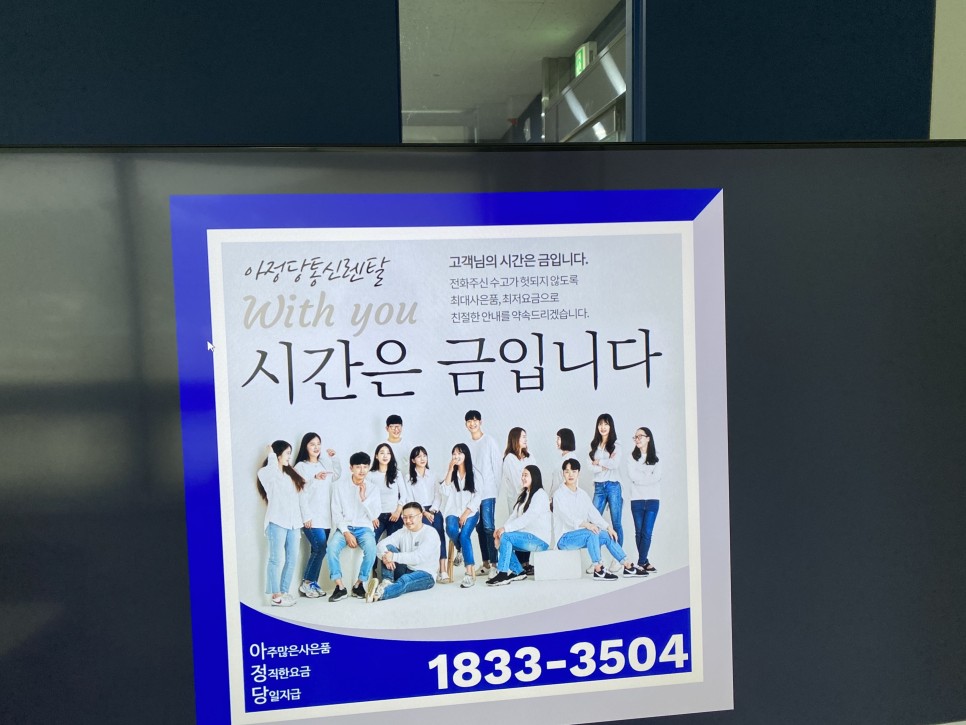 아정당통신렌탈
With you
고객님의 시간은 금입니다.
전화주신 수고가 헛되지 않도록
최대사은품, 최저요금으로
친절한 안내를 약속드리겠습니다.
시간은 금입니다
아주많은사은품
정직한요금
당일지급
1833-3504